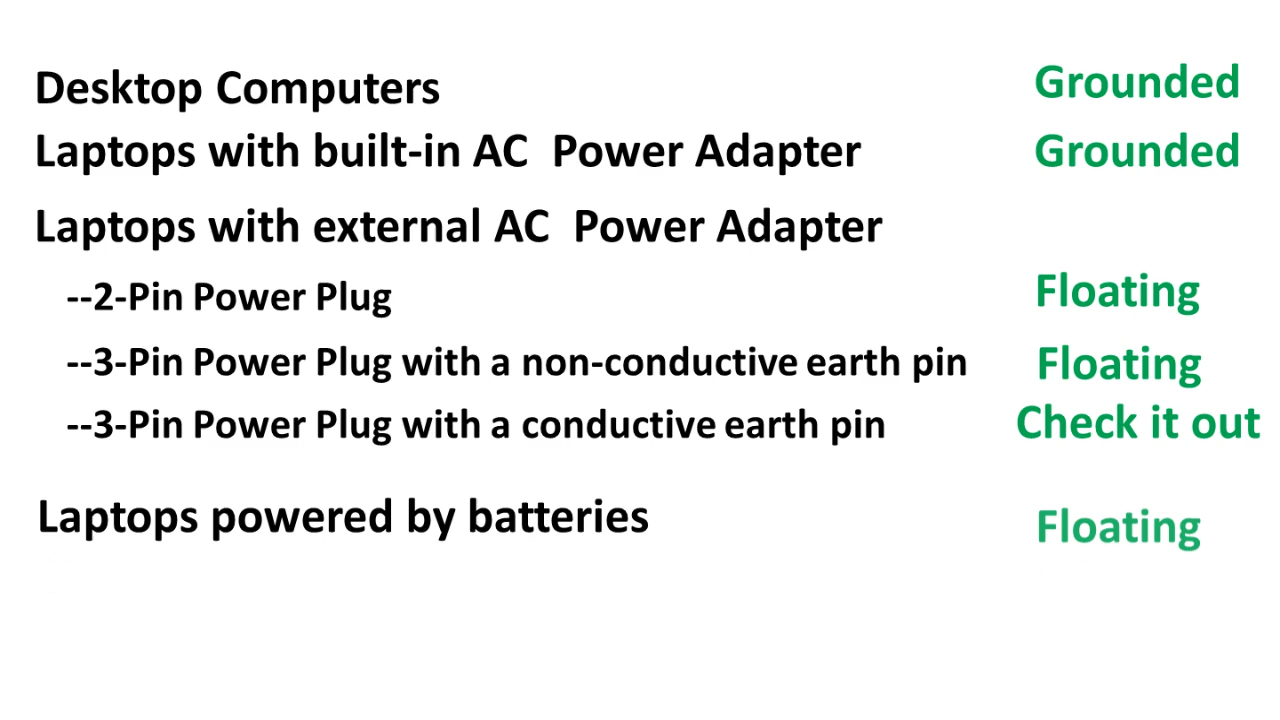 Desktop Computers Grounded
Laptops with built-in AC  Power Adapter Grounded
Laptops with external AC  Power Adapter
--2-Pin Power Plug Floating
--3-Pin Power Plug with a non-conductive earth pin Floating
--3-Pin Power Plug with a conductive earth pin Check it out
Laptops powered by batteries Floating